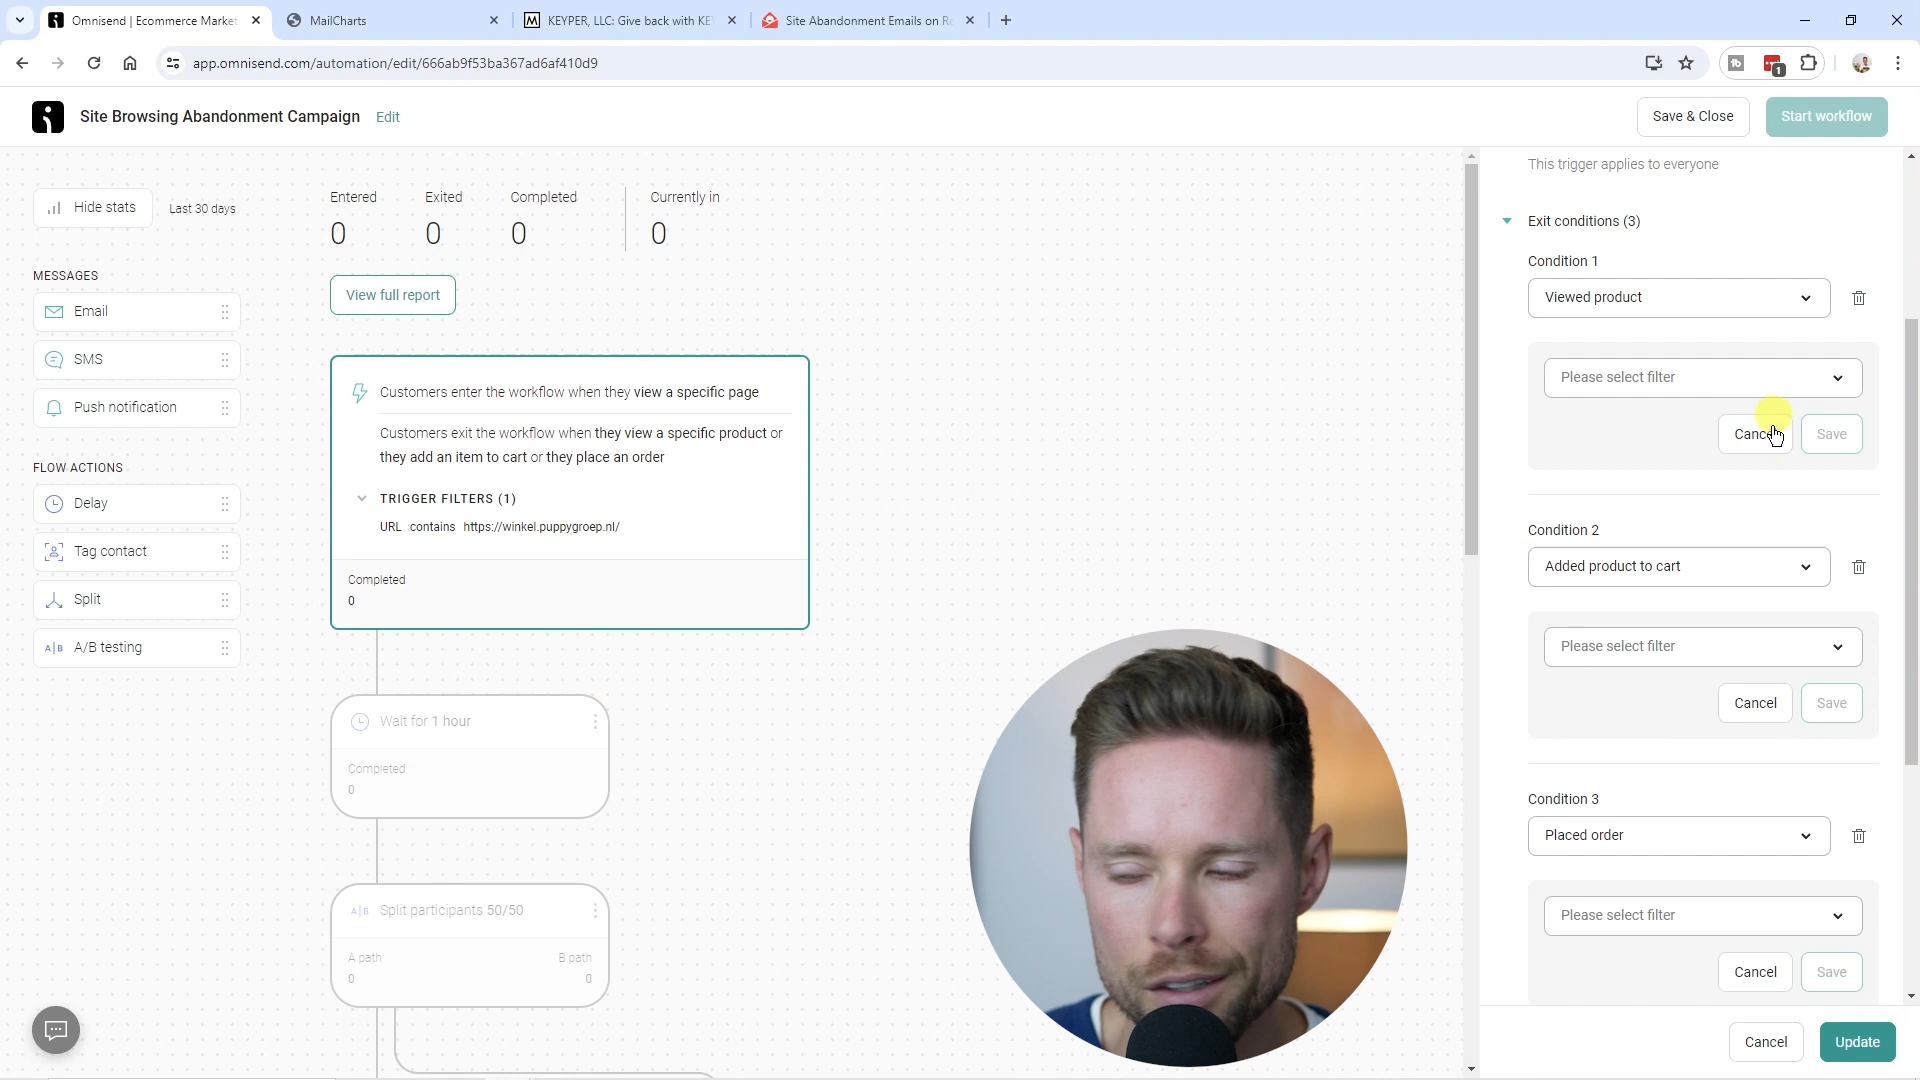 Omnisend | Ecommerce Market
MailCharts
KEYPER, LLC: Give back with KE
Site Abandonment Emails on R
app.omnisend.com/automation/edit/666ab9f53ba367ad6af410d9
1
Site Browsing Abandonment Campaign
Edit
Save & Close
Start workflow
Hide stats
Last 30 days
MESSAGES
Email
SMS
Push notification
FLOW ACTIONS
Delay
Tag contact
Split
A|B
A/B testing
Entered
Exited
Completed
Currently in
0
0
0
0
View full report
Customers enter the workflow when they view a specific page
Customers exit the workflow when they view a specific product or
they add an item to cart or they place an order
TRIGGER FILTERS (1)
URL contains https://winkel.puppygroep.nl/
Completed
0
Wait for 1 hour
Completed
0
A|B
Split participants 50/50
A path
B path
0
0
This trigger applies to everyone
Exit conditions (3)
Condition 1
Viewed product
Please select filter
Cancel
Save
Condition 2
Added product to cart
Please select filter
Cancel
Save
Condition 3
Placed order
Please select filter
Cancel
Save
Cancel
Update